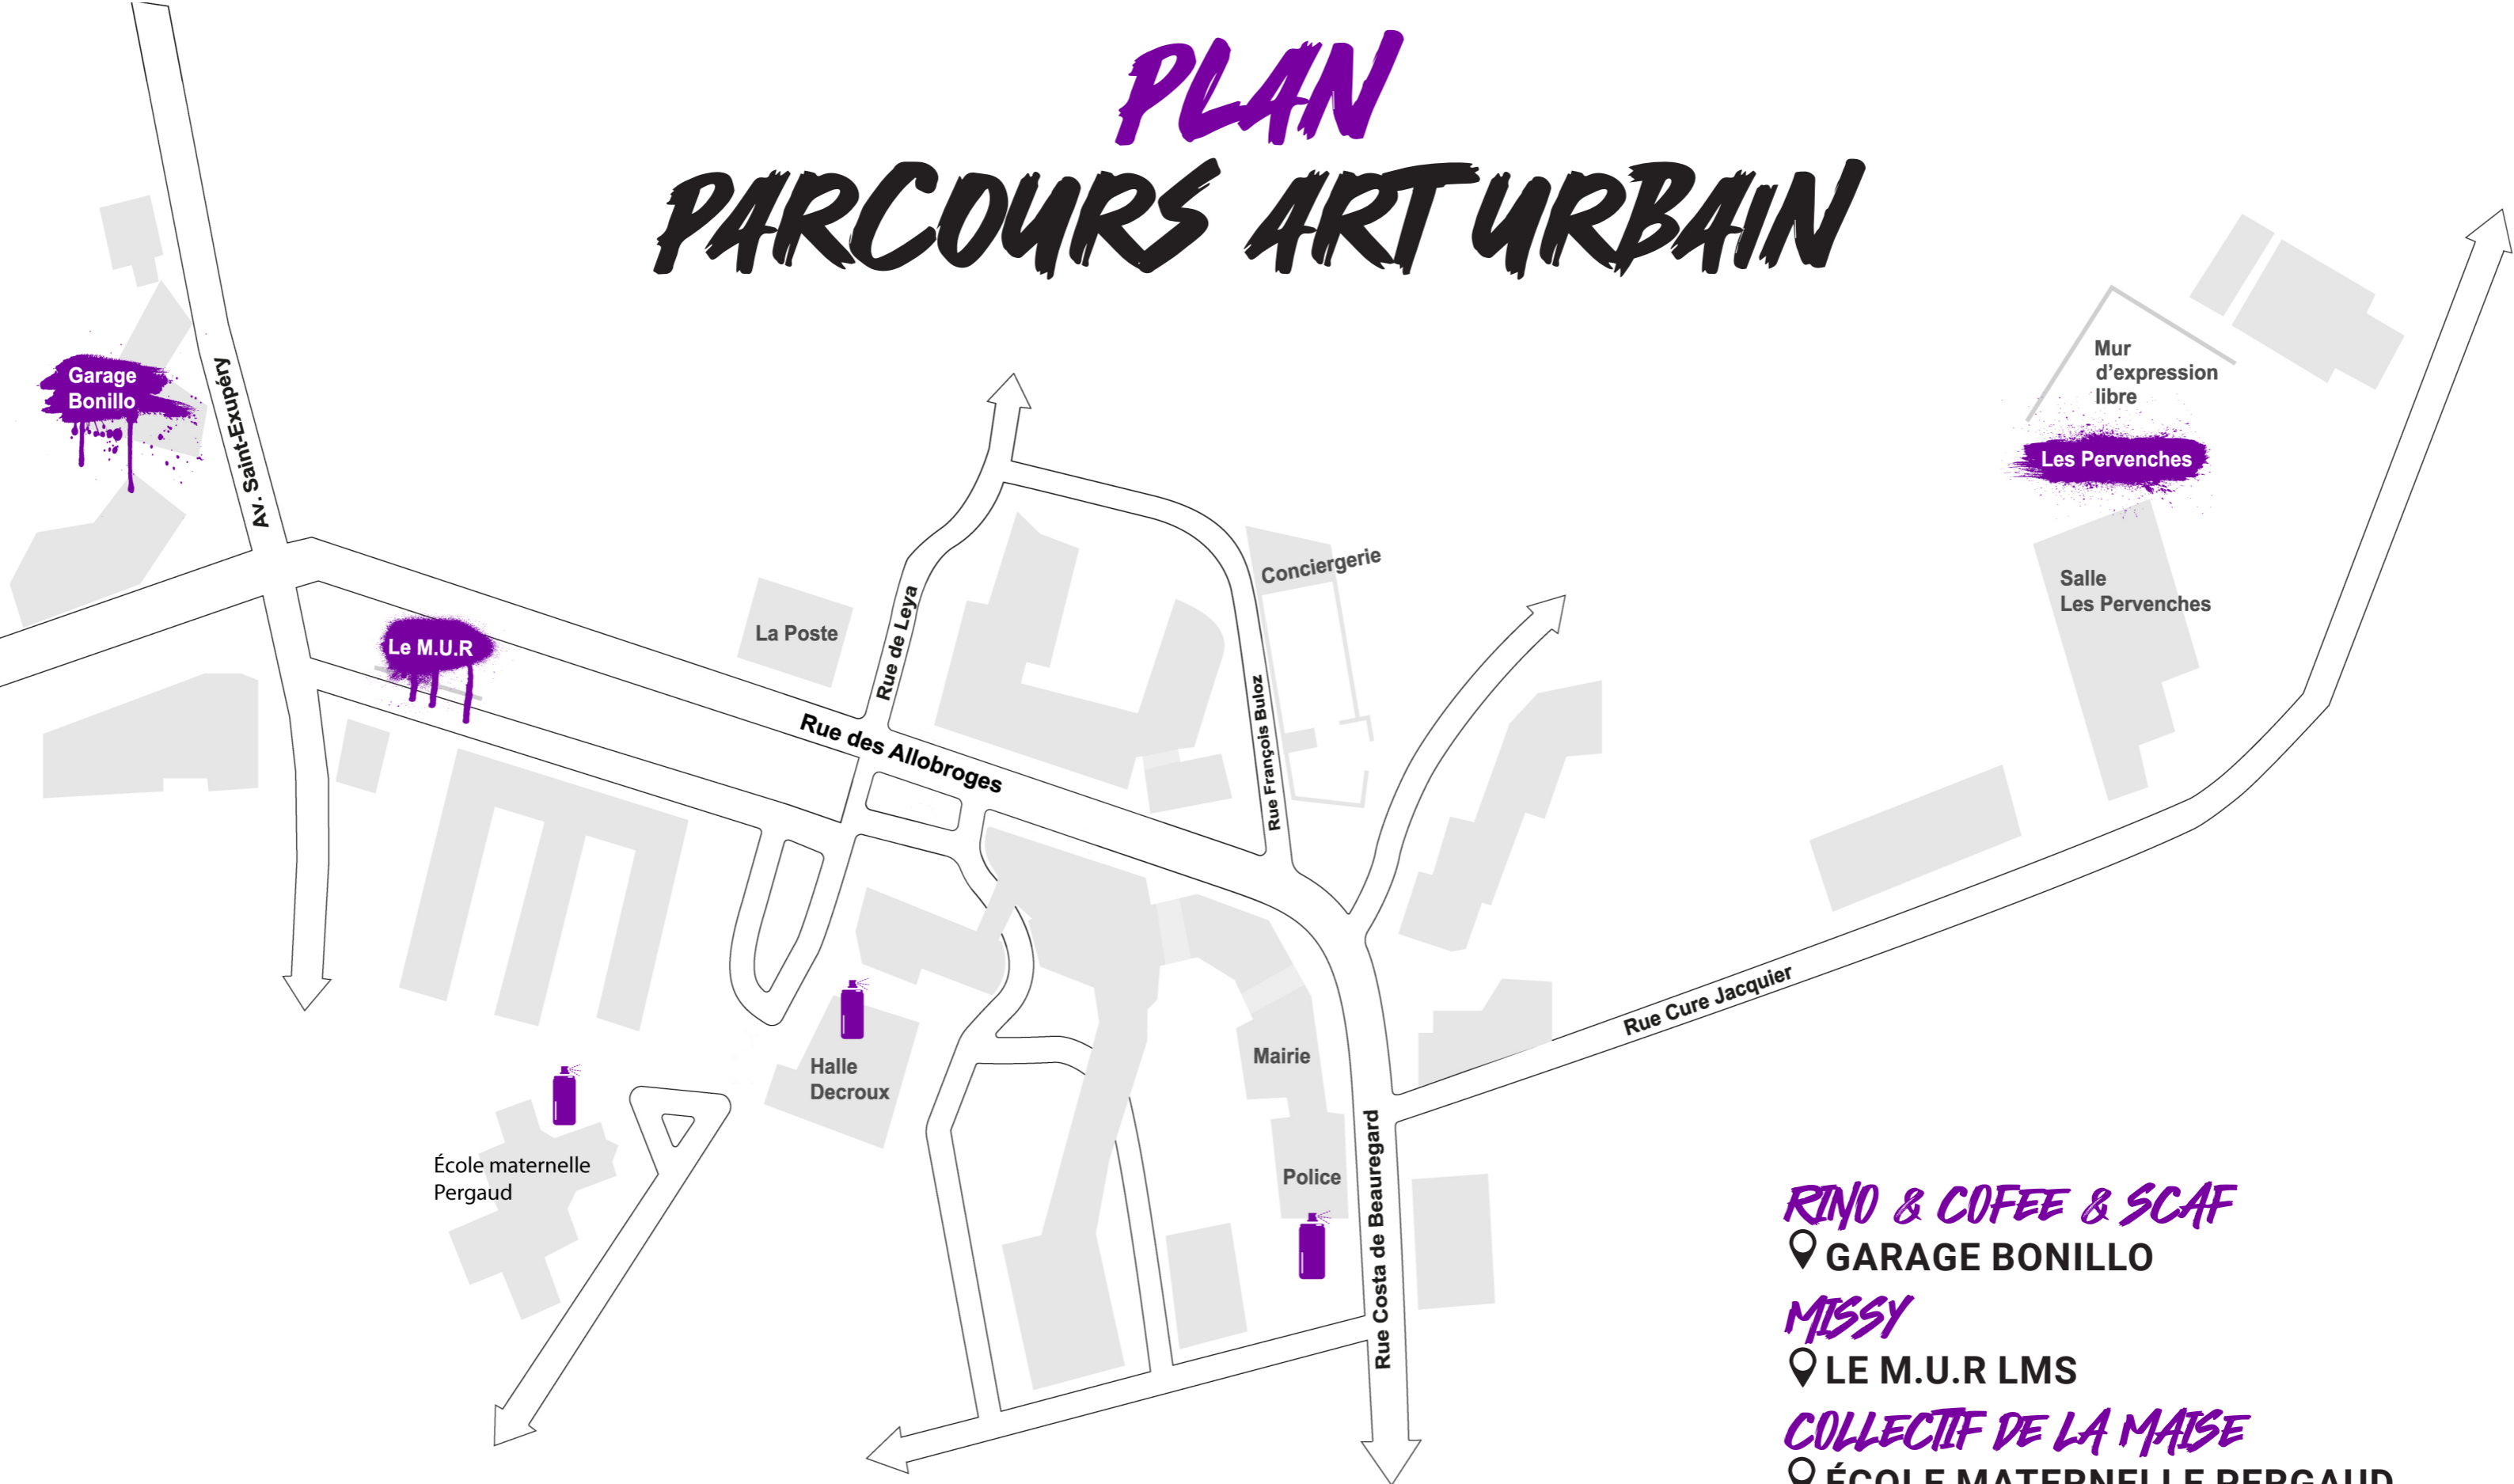 PLAN
PARCOURS ART URBAIN
Garage
Bonillo
Av. Saint-Exupéry
Mur
d’expression
libre
Les Pervenches
Salle
Les Pervenches
Conciergerie
La Poste
Rue de Leya
Le M.U.R
Rue des Allobroges
Rue François Buloz
Rue Cure Jacquier
Halle
Decroux
Mairie
École maternelle
Pergaud
Police
Rue Costa de Beauregard
RINO & COFEE & SCAF
GARAGE BONILLO
MISSY
LE M.U.R LMS
COLLECTIF DE LA MAISE
ÉCOLE MATERNELLE PERGAUD